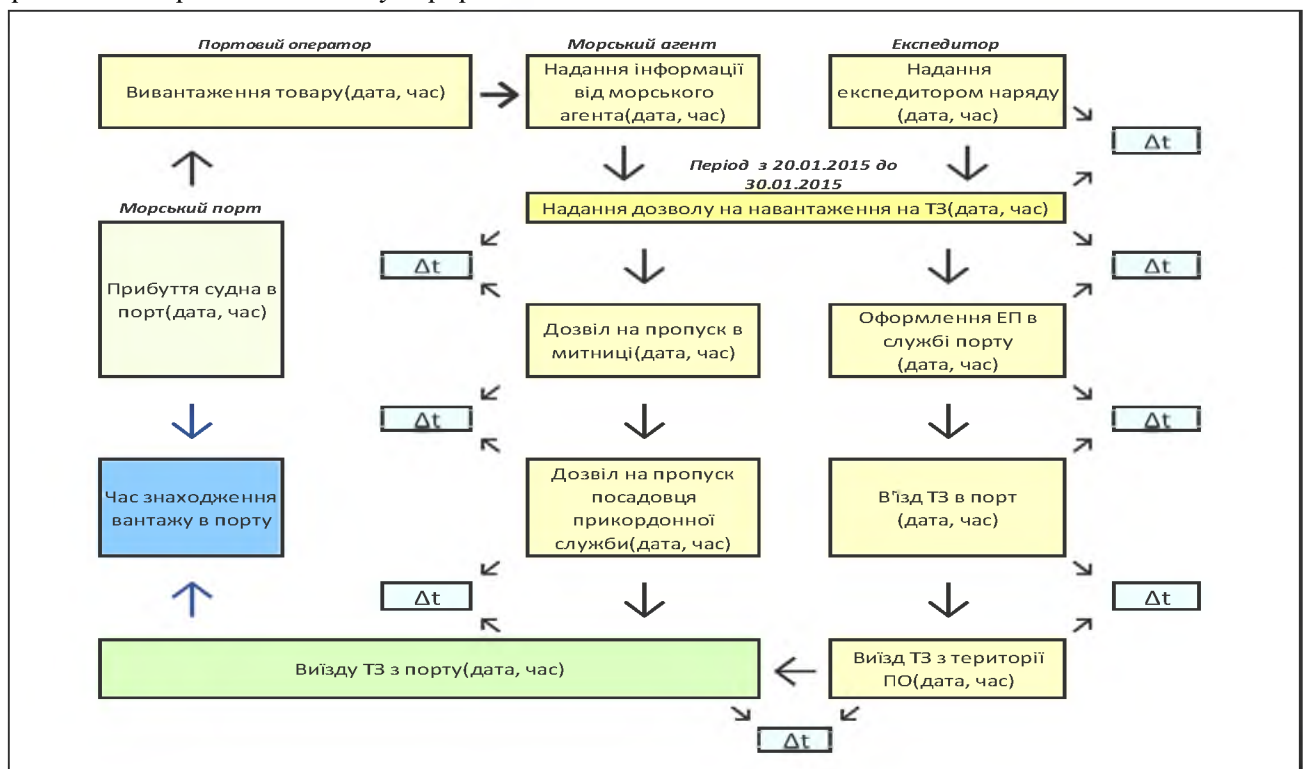 Портовий оператор
Морський агент
Експедитор
Вивантаження товару(дата, час)
Надання інформації
від морського
агента(дата, час)
Надання
експедитором наряду
(дата, час)
Δt
Період з 20.01.2015 до
30.01.2015
Морський порт
Надання дозволу на навантаження на ТЗ(дата, час)
Δt
Δt
Прибуття судна в
порт(дата, час)
Дозвіл на пропуск в
митниці(дата, час)
Оформлення ЕП в
службі порту
(дата, час)
Δt
Δt
Час знаходження
вантажу в порту
Дозвіл на пропуск
посадовця
прикордонної
служби(дата, час)
В'їзд ТЗ в порт
(дата, час)
Δt
Δt
Виїзду ТЗ з порту(дата, час)
Виїзд ТЗ з території
ПО(дата, час)
Δt